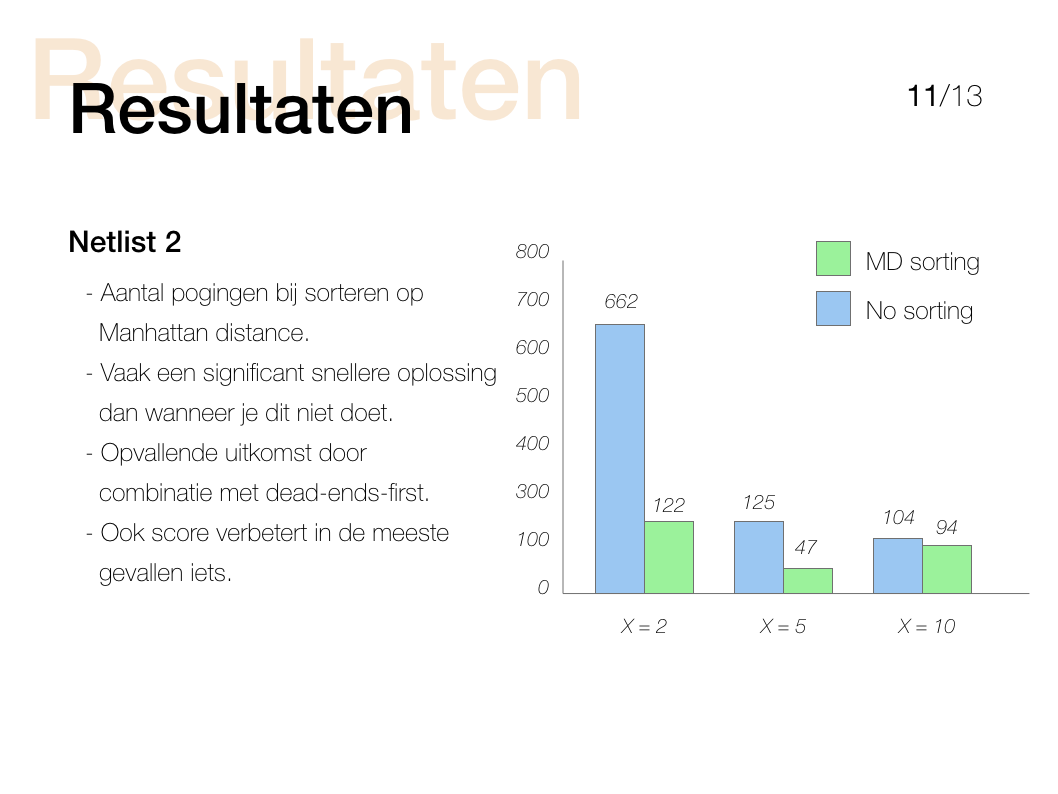 Resultaten
Resultaten
11/13
Netlist 2
- Aantal pogingen bij sorteren op
Manhattan distance.
- Vaak een significant snellere oplossing
dan wanneer je dit niet doet.
- Opvallende uitkomst door
combinatie met dead-ends-first.
- Ook score verbetert in de meeste
gevallen iets.
MD sorting
No sorting
800
700
600
500
400
300
100
0
662
122
125
47
104
94
X = 2
X = 5
X = 10